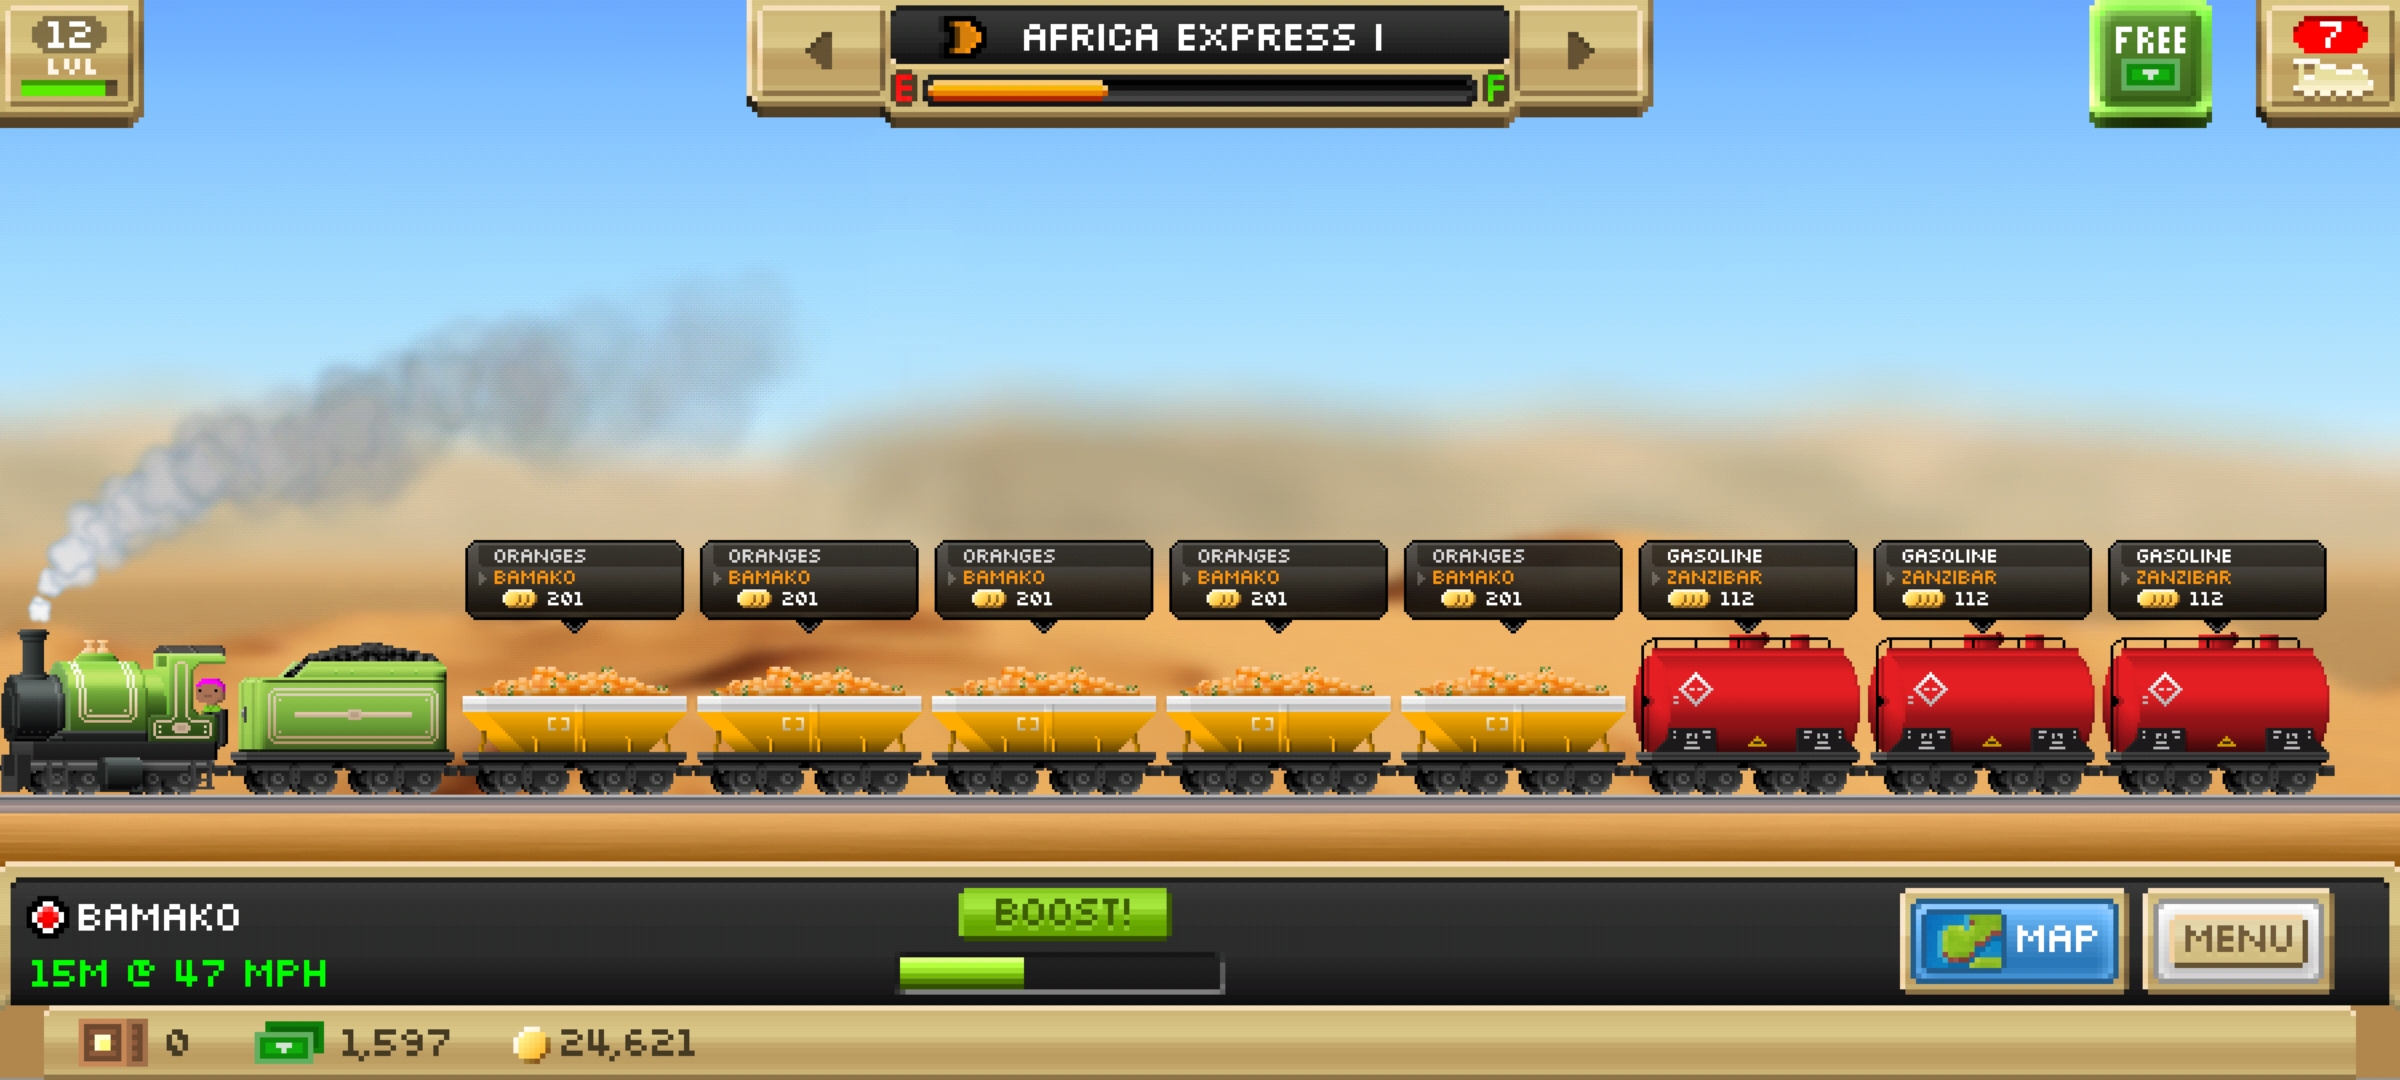 12
LVL
AFRICA EXPRESS I
E
F
FREE
7
ORANGES
BAMAKO
201
ORANGES
BAMAKO
201
ORANGES
BAMAKO
201
ORANGES
BAMAKO
201
ORANGES
BAMAKO
201
GASOLINE
ZANZIBAR
112
GASOLINE
ZANZIBAR
112
GASOLINE
ZANZIBAR
112
BAMAKO
15M @ 47 MPH
BOOST!
MAP
MENU
0
1,597
24,621